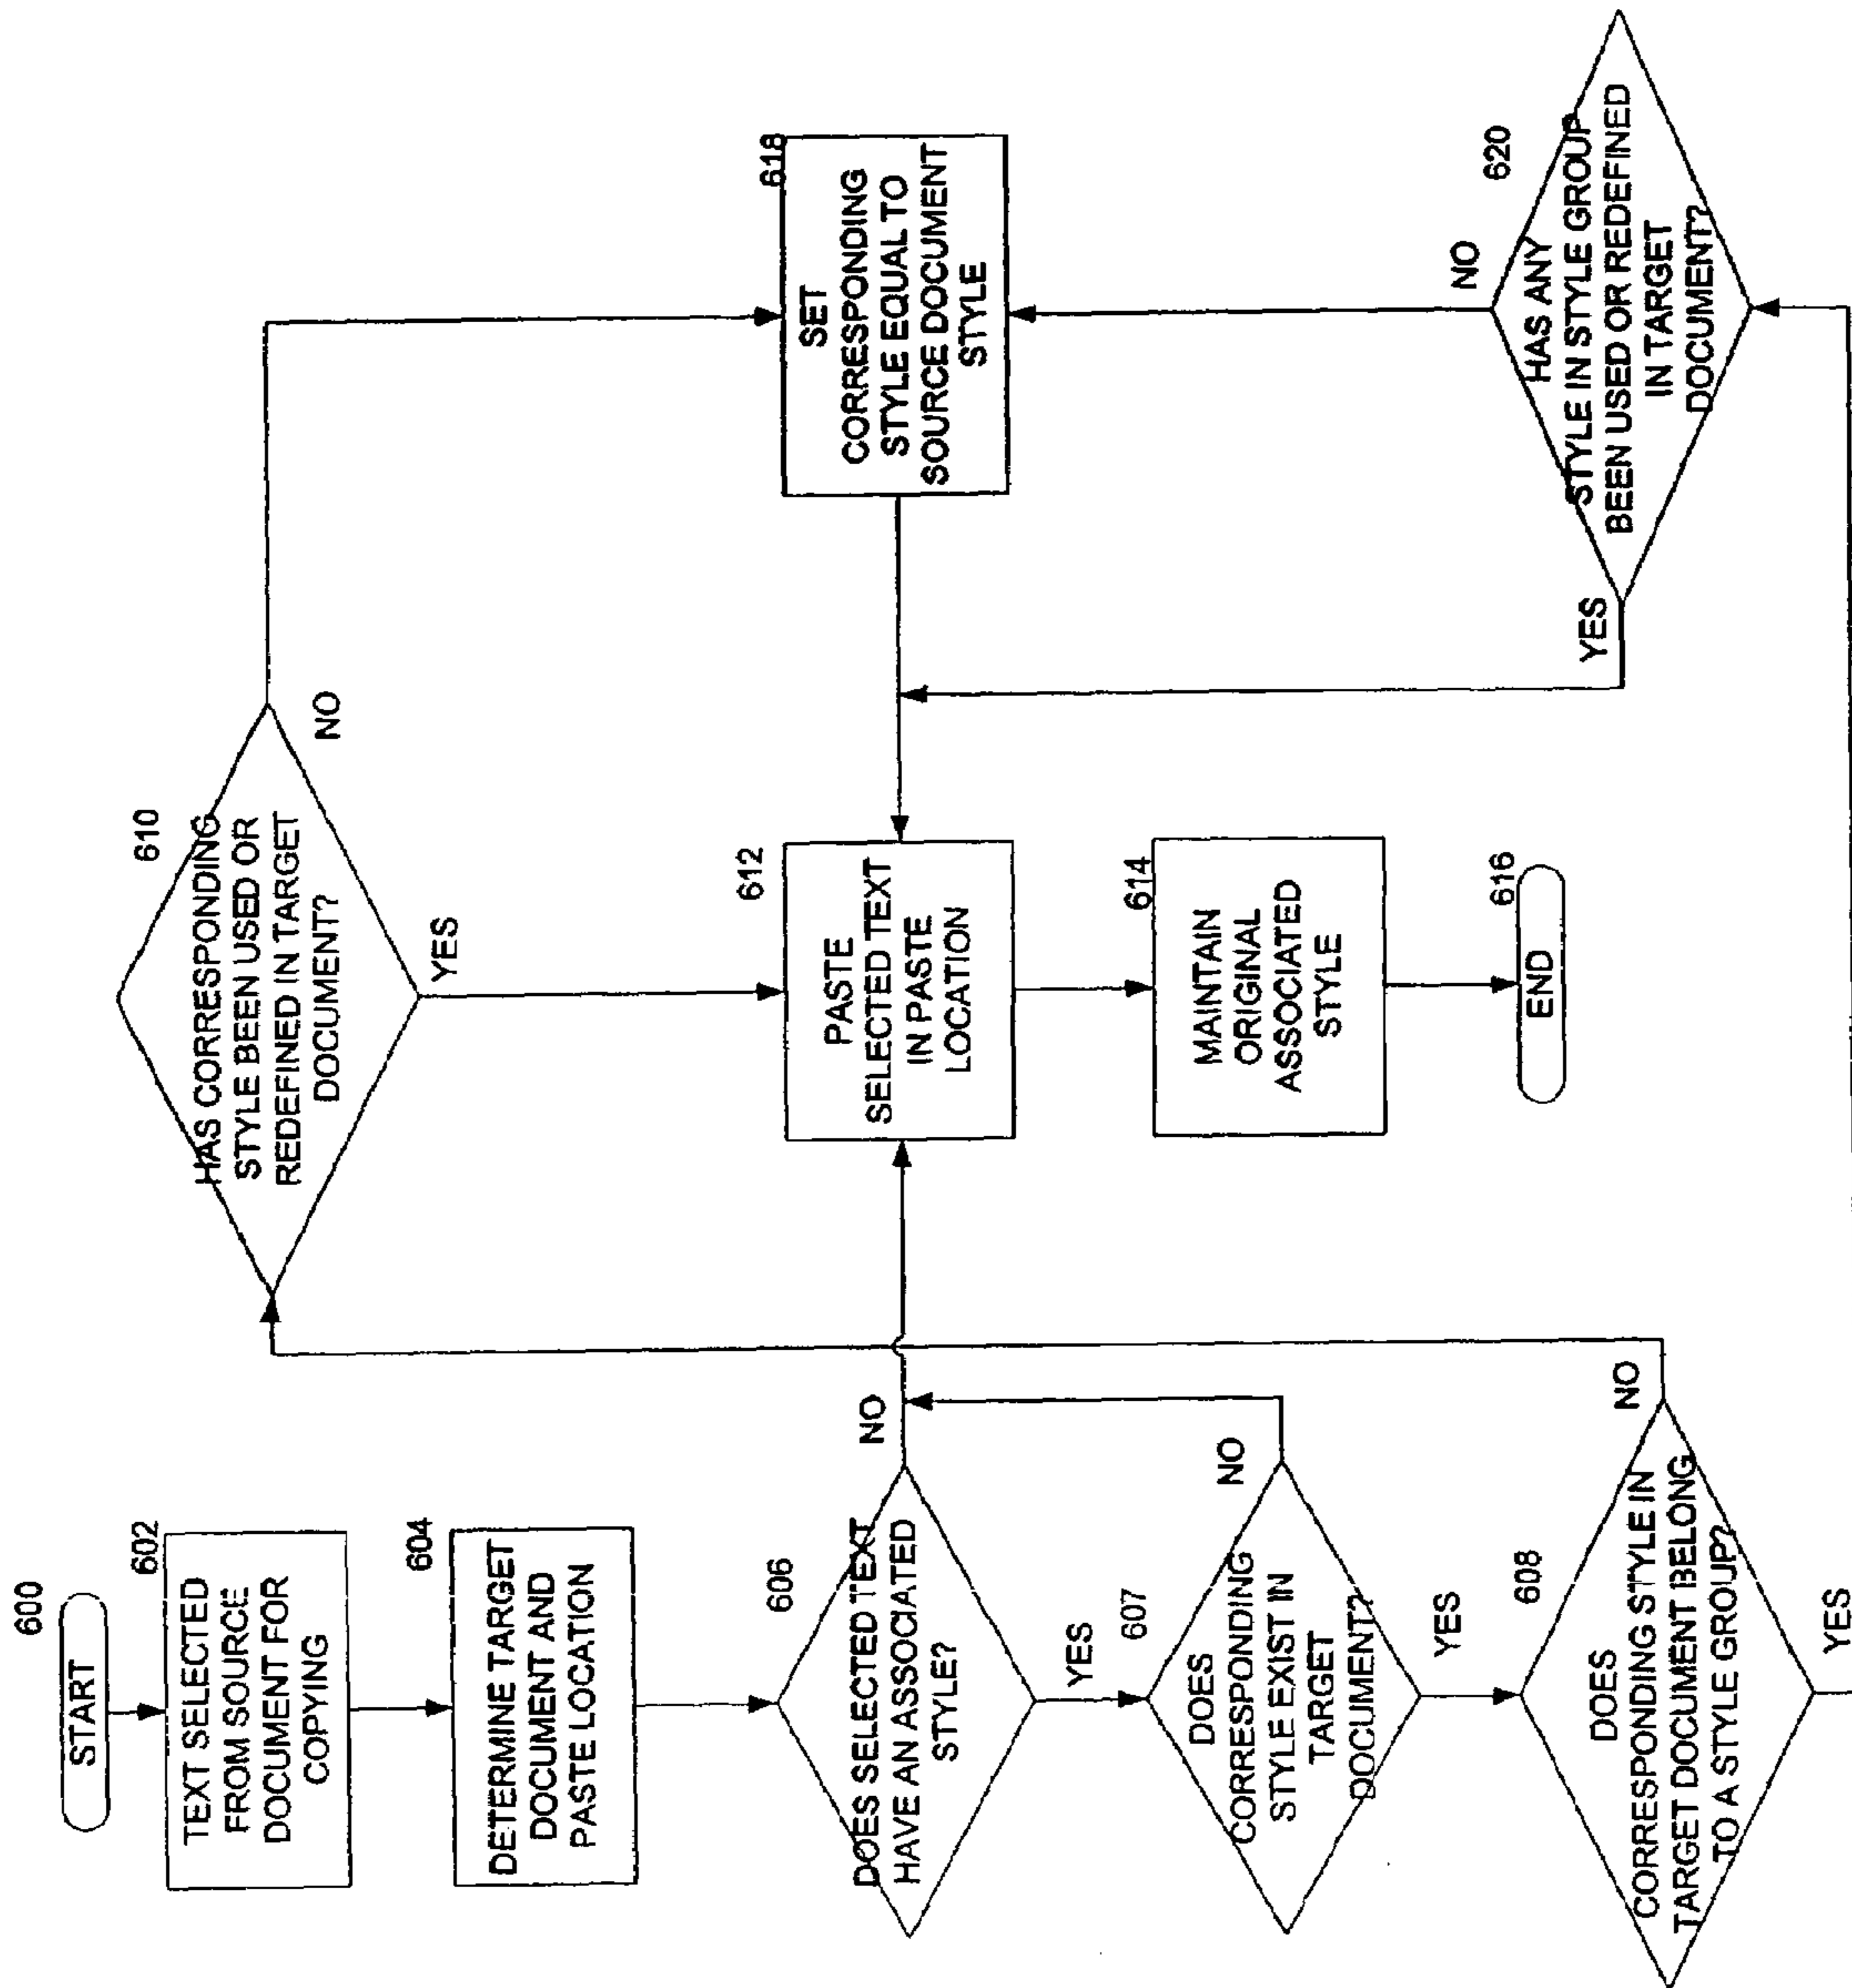 600
START
602
TEXT SELECTED
FROM SOURCE
DOCUMENT FOR
COPYING
604
DETERMINE TARGET
DOCUMENT AND
PASTE LOCATION
606
DOES SELECTED TEXT
HAVE AN ASSOCIATED
STYLE?
NO
YES
607
DOES
CORRESPONDING
STYLE EXIST IN
TARGET
DOCUMENT?
NO
YES
608
DOES
CORRESPONDING STYLE IN
TARGET DOCUMENT BELONG
TO A STYLE GROUP?
NO
YES
610
HAS CORRESPONDING
STYLE BEEN USED OR
REDEFINED IN TARGET
DOCUMENT?
NO
YES
612
PASTE
SELECTED TEXT
IN PASTE
LOCATION
614
MAINTAIN
ORIGINAL
ASSOCIATED
STYLE
616
END
618
SET
CORRESPONDING
STYLE EQUAL TO
SOURCE DOCUMENT
STYLE
620
HAS ANY
STYLE IN STYLE GROUP
BEEN USED OR REDEFINED
IN TARGET
DOCUMENT?
NO
YES